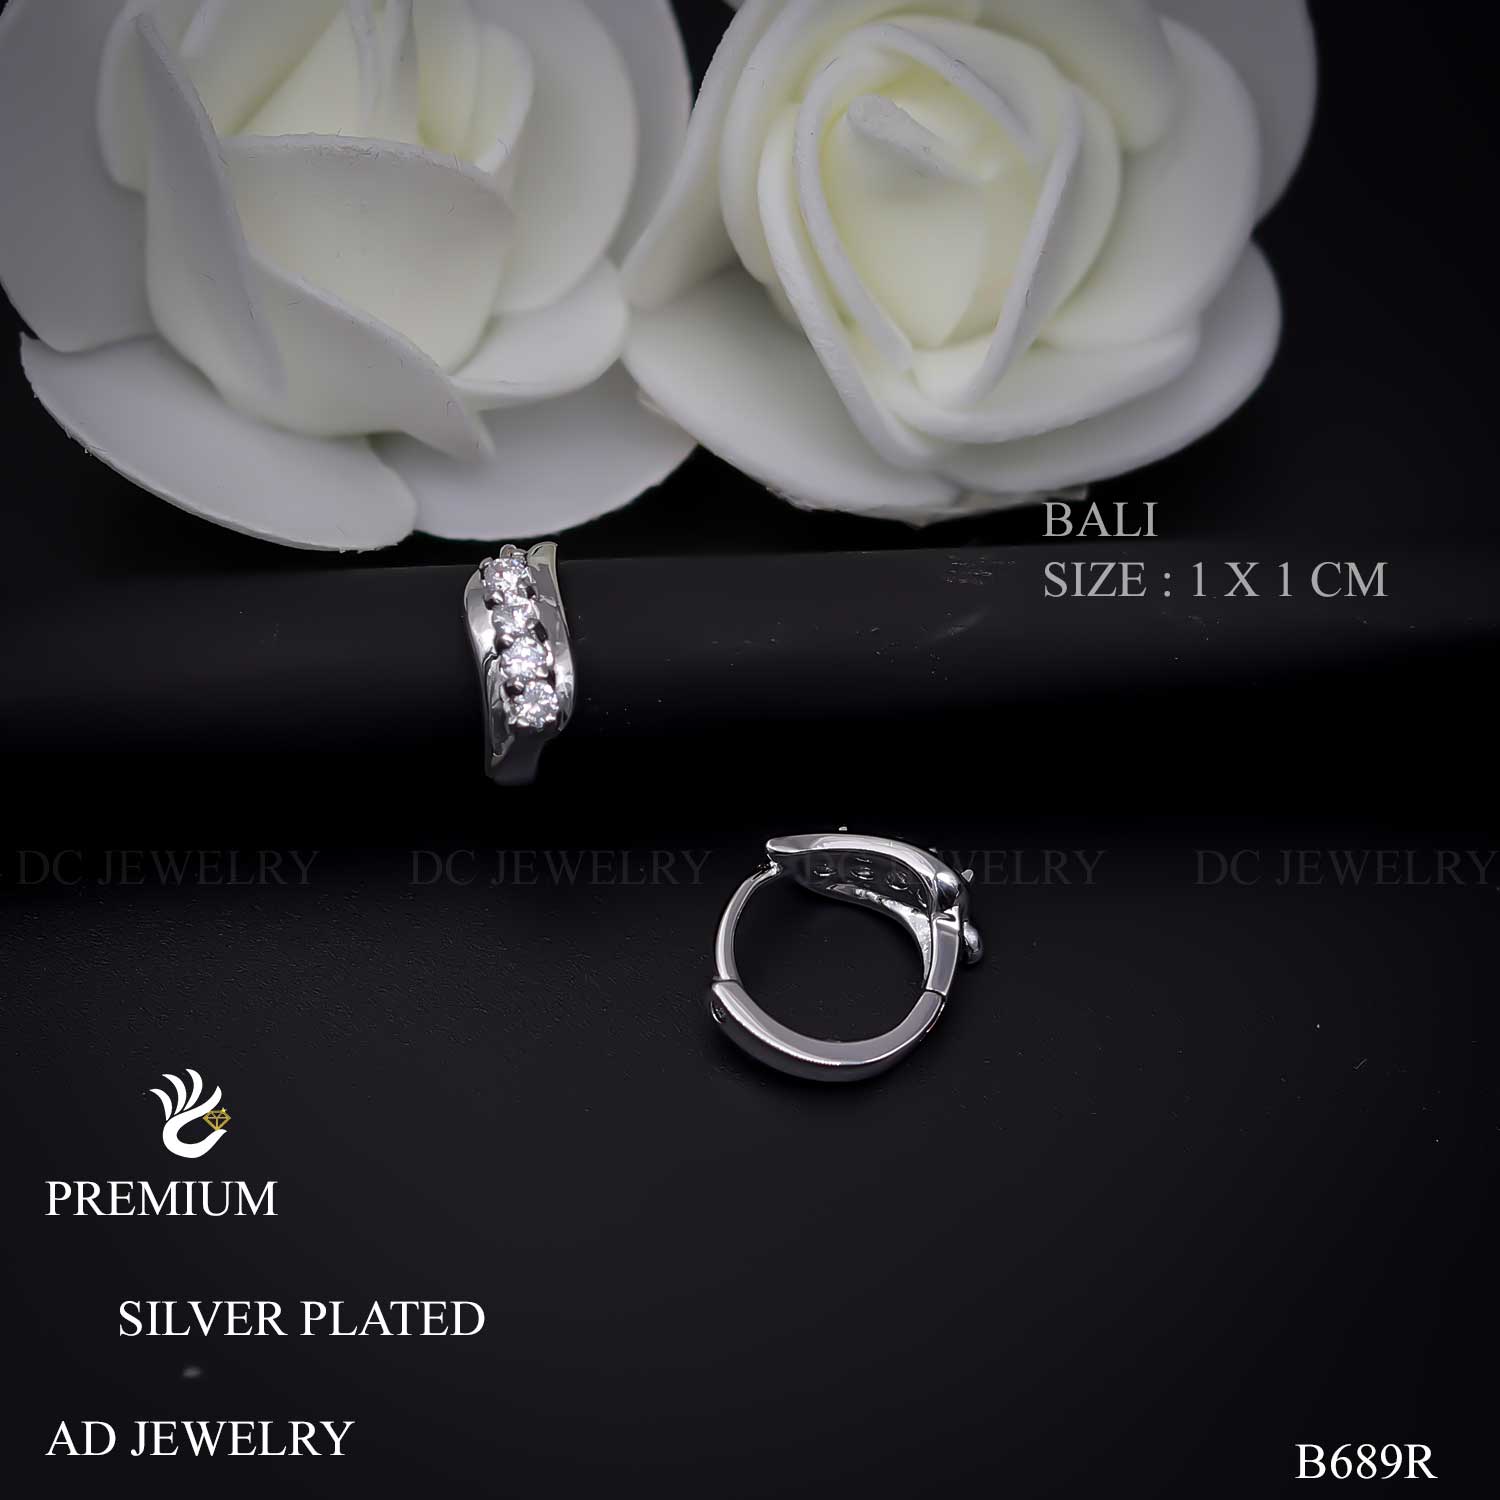 BALI
SIZE : 1 X 1 CM
DC JEWELRY DC JEWELRY DC JEWELRY DC JEWELRY
PREMIUM
SILVER PLATED
AD JEWELRY
B689R